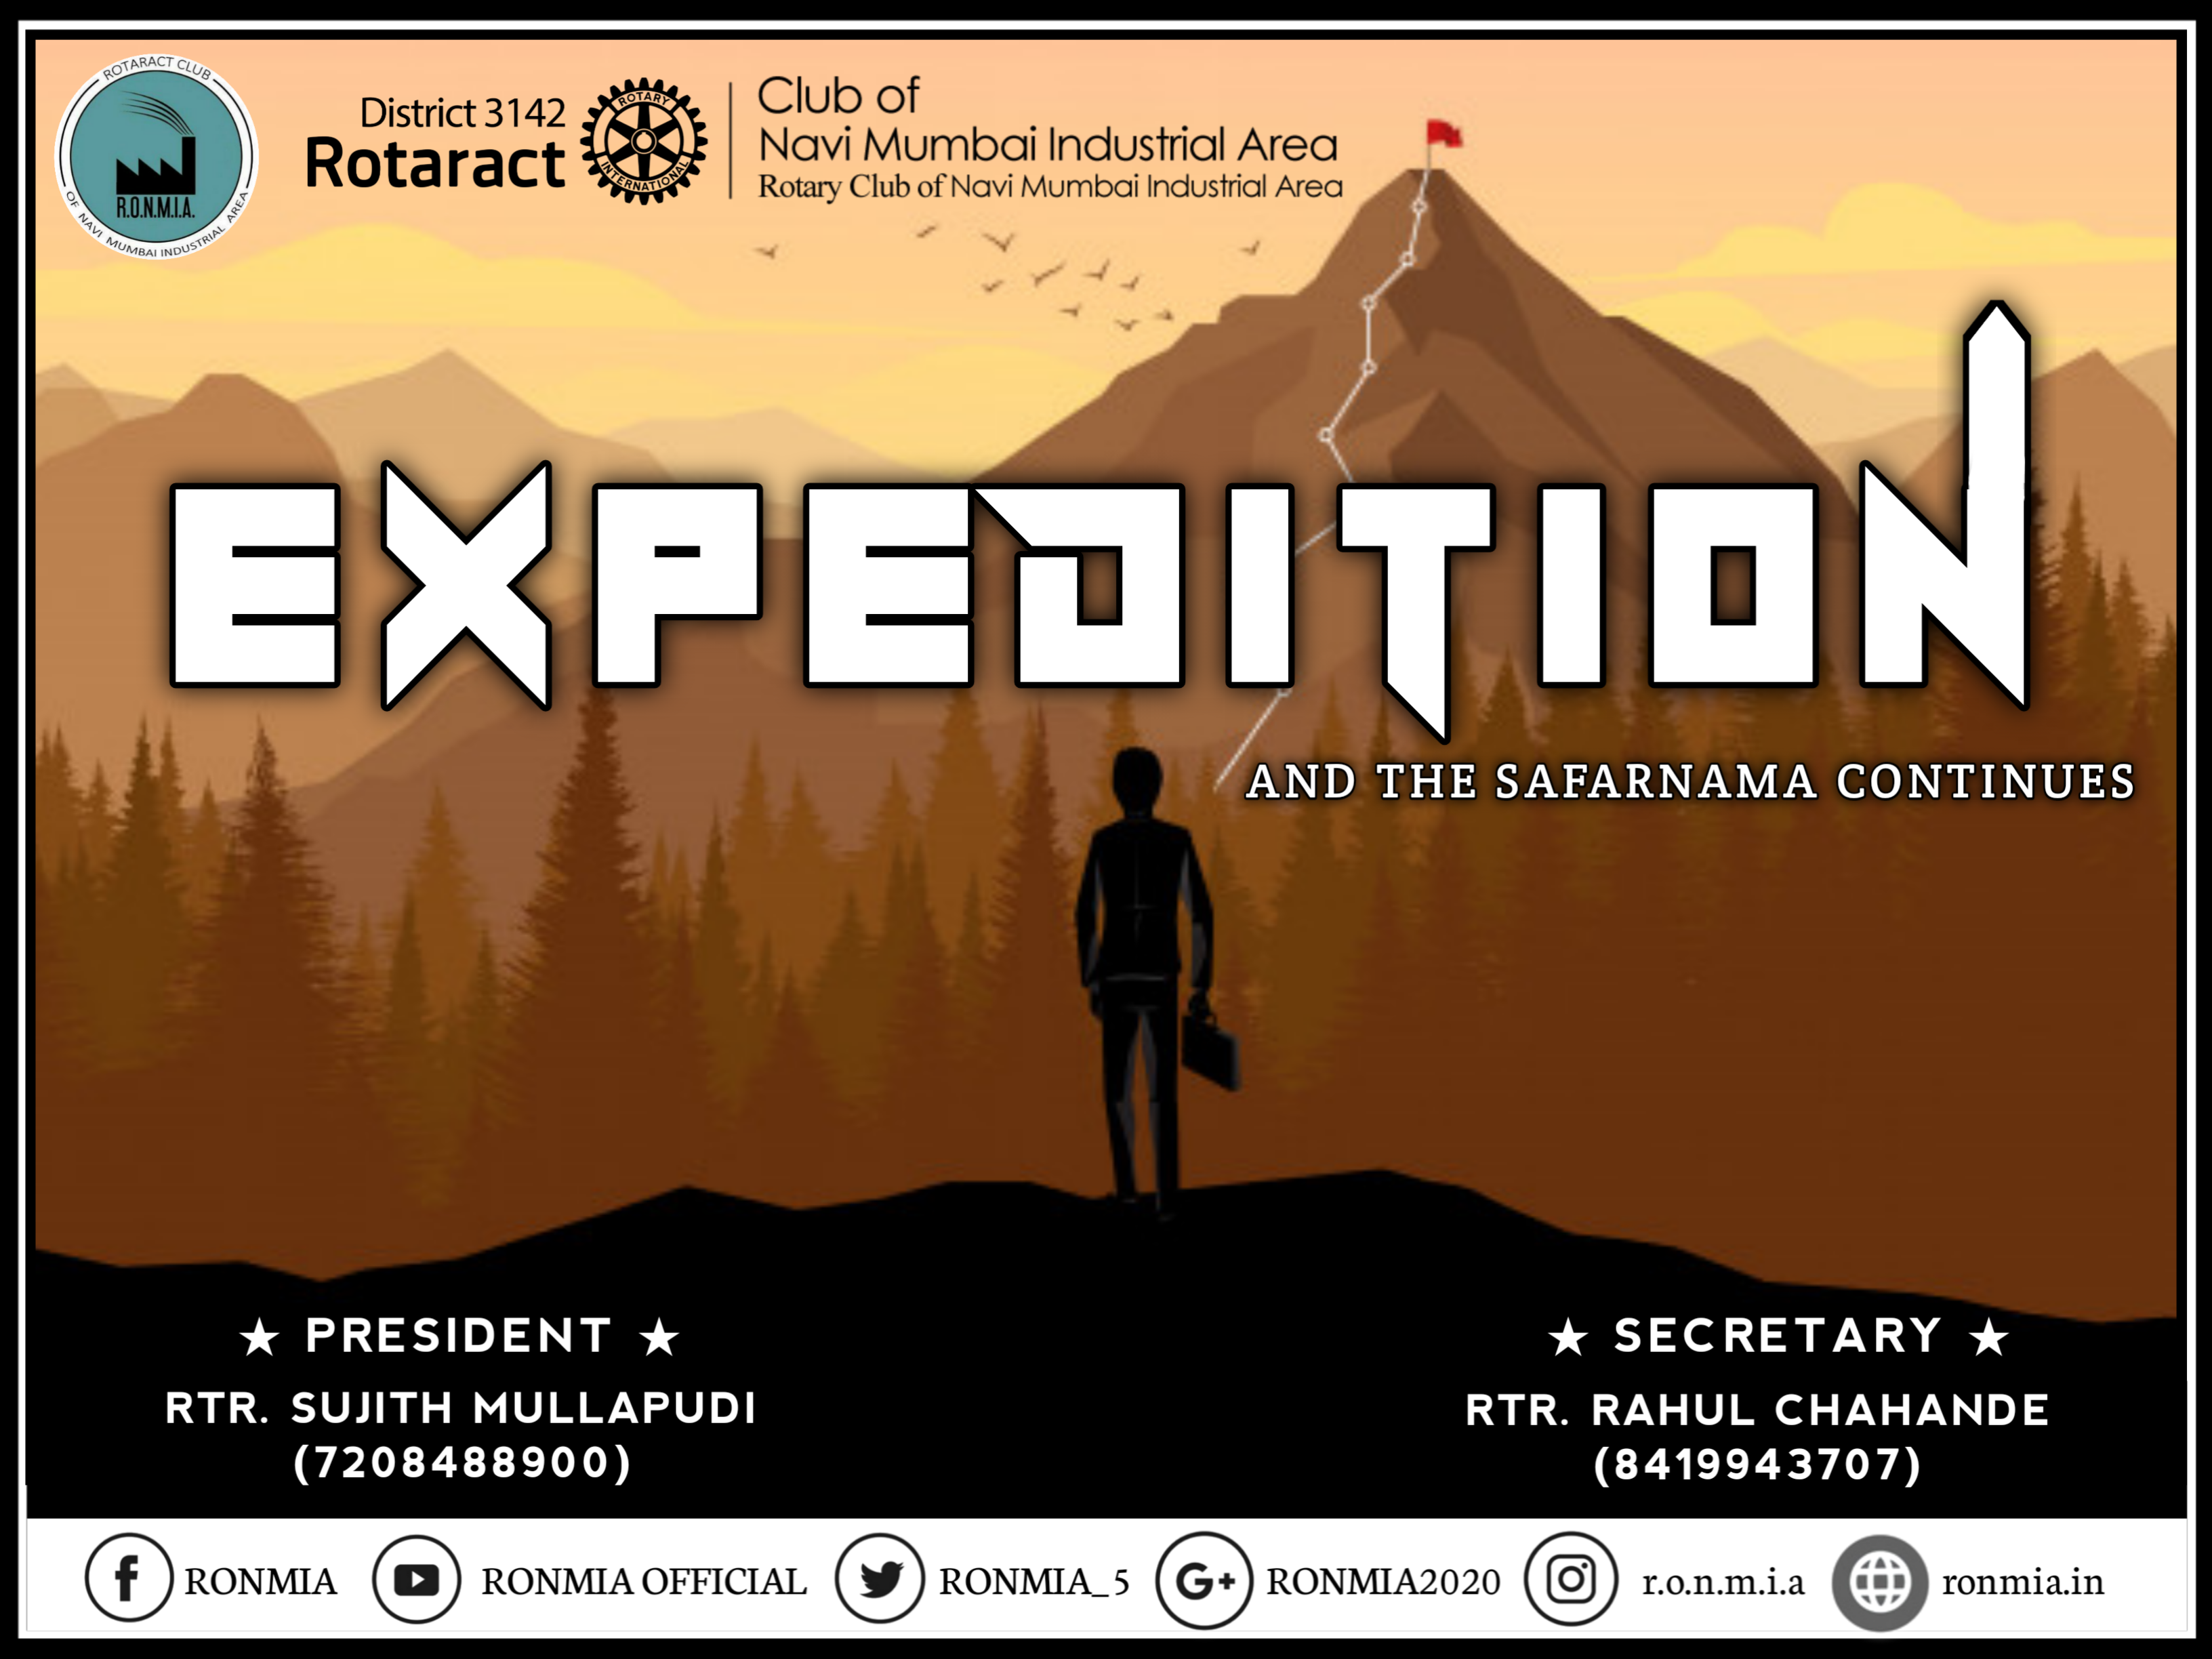 ROTARACT CLUB
R.O.N.M.I.A.
OF NAVI MUMBAI INDUSTRIAL AREA
District 3142
Rotaract
ROTARY
INTERNATIONAL
Club of
Navi Mumbai Industrial Area
Rotary Club of Navi Mumbai Industrial Area
EXPEDITION
AND THE SAFARNAMA CONTINUES
★ PRESIDENT ★
RTR. SUJITH MULLAPUDI
(7208488900)
★ SECRETARY ★
RTR. RAHUL CHAHANDE
(8419943707)
f RONMIA
RONMIA OFFICIAL
RONMIA_5
G+ RONMIA2020
r.o.n.m.i.a
ronmia.in